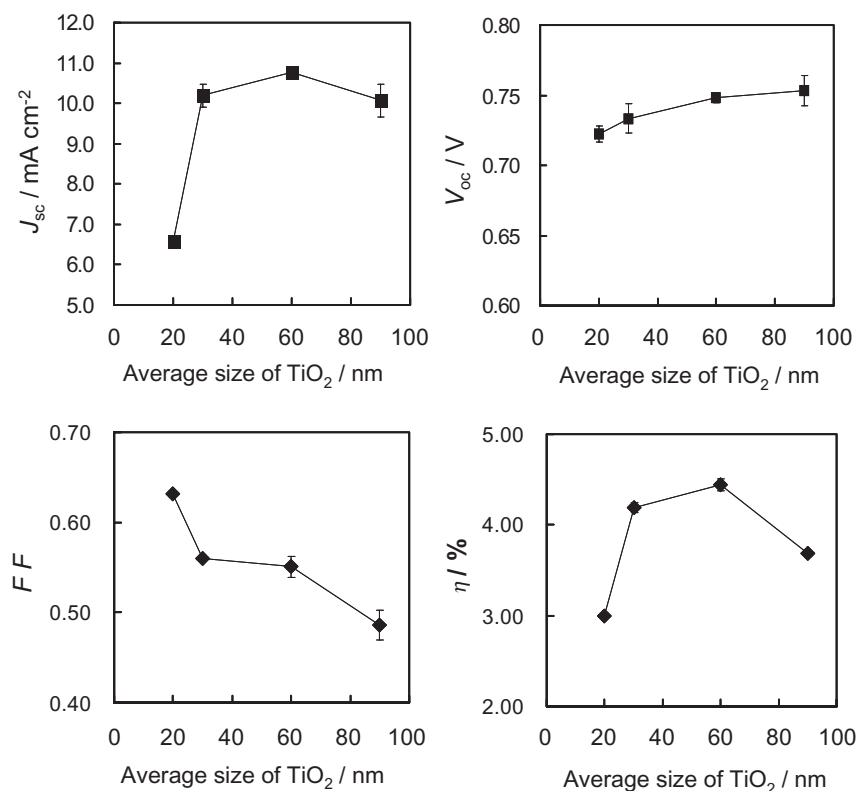 12.0
11.0
10.0
9.0
8.0
7.0
6.0
5.0
J_sc / mA cm⁻²
0 20 40 60 80 100
Average size of TiO₂ / nm
0.80
0.75
0.70
0.65
0.60
V_oc / V
0 20 40 60 80 100
Average size of TiO₂ / nm
0.70
0.60
0.50
0.40
F F
0 20 40 60 80 100
Average size of TiO₂ / nm
5.00
4.00
3.00
2.00
η / %
0 20 40 60 80 100
Average size of TiO₂ / nm